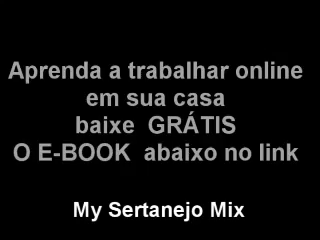 Aprenda a trabalhar online
em sua casa
baixe GRÁTIS
O E-BOOK abaixo no link
My Sertanejo Mix